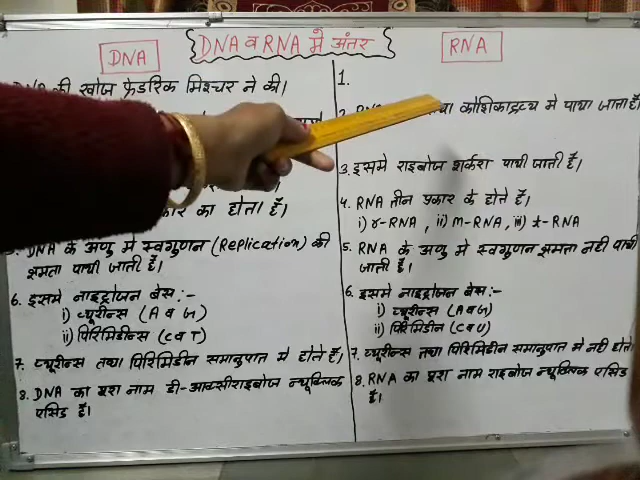 DNA व RNA में अंतर
DNA
RNA
की खोज फ्रेडरिक मिश्चर ने की।
कार का होता है।
DNA के अणु मे स्वगुणन (Replication) की
क्षमता पायी जाती है।
6. इसमे नाइट्रोजन बेस :-
i) प्यूरीन्स (A व G)
ii) पिरिमिडीन्स (C व T)
7. प्यूरीन्स तथा पिरिमिडीन समानुपात मे होते हैं,
8. DNA का पूरा नाम डी-आक्सीराइबोज न्यूक्लिक
एसिड है।
1.
कोशिकाद्रव्य मे पाया जाता है।
3. इसमे राइबोज शर्करा पायी जाती है।
4. RNA तीन प्रकार के होते हैं।
i) r-RNA, ii) m-RNA, iii) t-RNA
5. RNA के अणु मे स्वगुणन क्षमता नही पायी
जाती है।
6. इसमे नाइट्रोजन बेस :-
i) प्यूरीन्स (A व G)
ii) पिरिमिडीन (C व U)
7. प्यूरीन्स तथा पिरिमिडीन समानुपात मे नही होते
8. RNA का पूरा नाम राइबोज न्यूक्लिक एसिड
है।